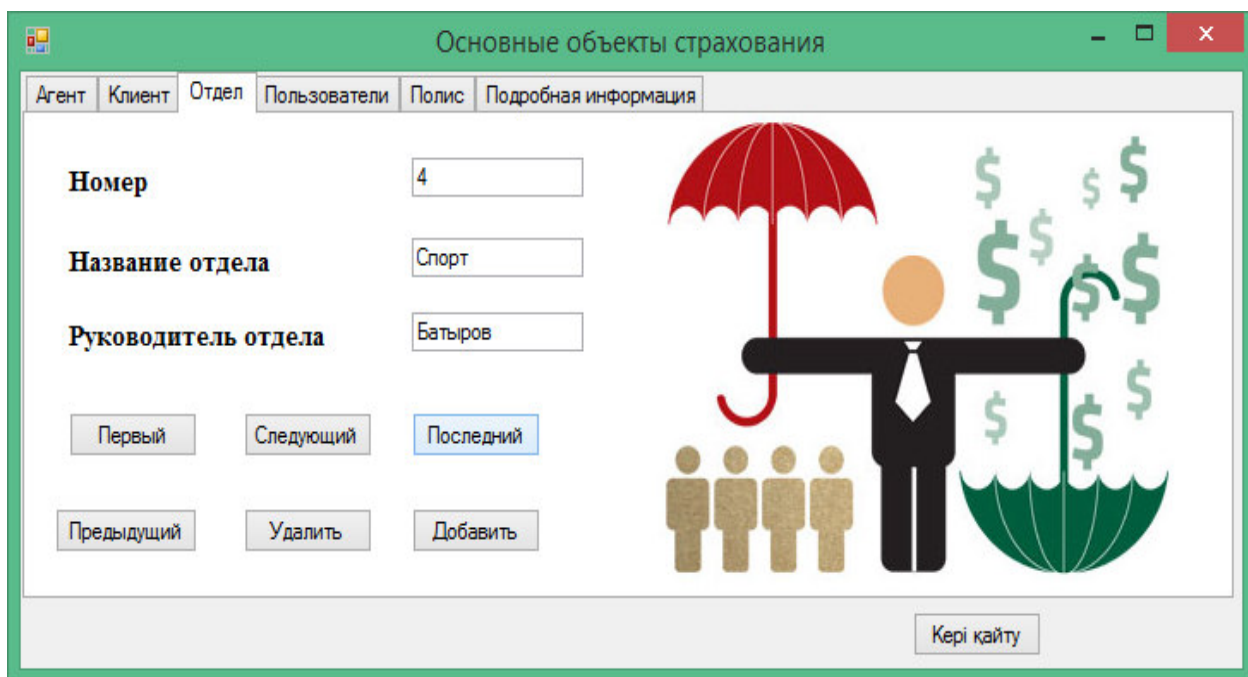 Основные объекты страхования
Агент Клиент Отдел Пользователи Полис Подробная информация
Номер 4
Название отдела Спорт
Руководитель отдела Батыров
Первый Следующий Последний
Предыдущий Удалить Добавить
Кері қайту